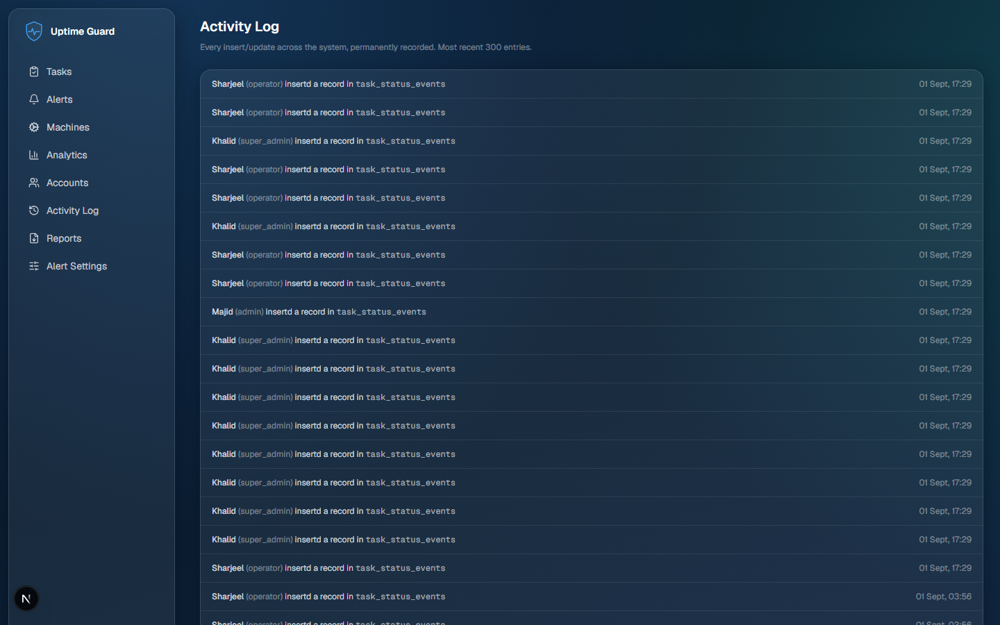 Uptime Guard
Tasks
Alerts
Machines
Analytics
Accounts
Activity Log
Reports
Alert Settings
N
Activity Log
Every insert/update across the system, permanently recorded. Most recent 300 entries.
Sharjeel (operator) insertd a record in task_status_events 01 Sept, 17:29
Sharjeel (operator) insertd a record in task_status_events 01 Sept, 17:29
Khalid (super_admin) insertd a record in task_status_events 01 Sept, 17:29
Sharjeel (operator) insertd a record in task_status_events 01 Sept, 17:29
Sharjeel (operator) insertd a record in task_status_events 01 Sept, 17:29
Khalid (super_admin) insertd a record in task_status_events 01 Sept, 17:29
Sharjeel (operator) insertd a record in task_status_events 01 Sept, 17:29
Sharjeel (operator) insertd a record in task_status_events 01 Sept, 17:29
Majid (admin) insertd a record in task_status_events 01 Sept, 17:29
Khalid (super_admin) insertd a record in task_status_events 01 Sept, 17:29
Khalid (super_admin) insertd a record in task_status_events 01 Sept, 17:29
Khalid (super_admin) insertd a record in task_status_events 01 Sept, 17:29
Khalid (super_admin) insertd a record in task_status_events 01 Sept, 17:29
Khalid (super_admin) insertd a record in task_status_events 01 Sept, 17:29
Khalid (super_admin) insertd a record in task_status_events 01 Sept, 17:29
Khalid (super_admin) insertd a record in task_status_events 01 Sept, 17:29
Khalid (super_admin) insertd a record in task_status_events 01 Sept, 17:29
Sharjeel (operator) insertd a record in task_status_events 01 Sept, 17:29
Sharjeel (operator) insertd a record in task_status_events 01 Sept, 03:56
Sharjeel (operator) insertd a record in task_status_events 01 Sept, 03:56